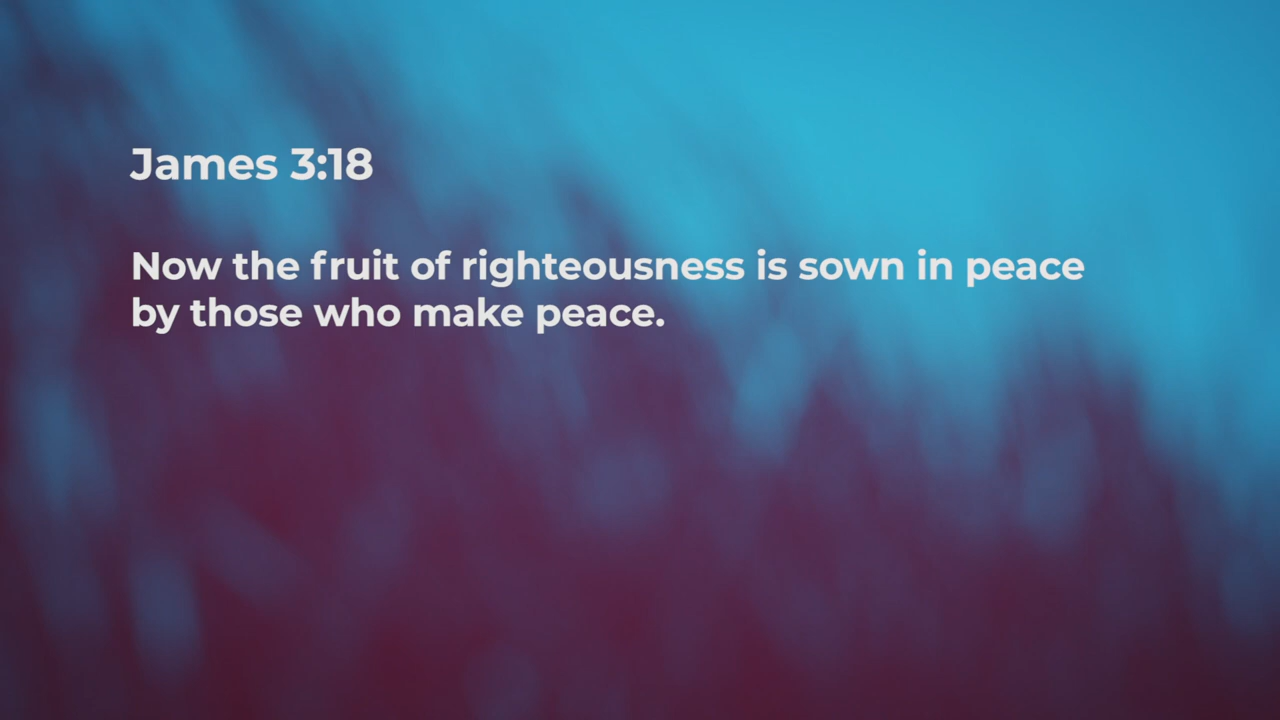 James 3:18
Now the fruit of righteousness is sown in peace
by those who make peace.